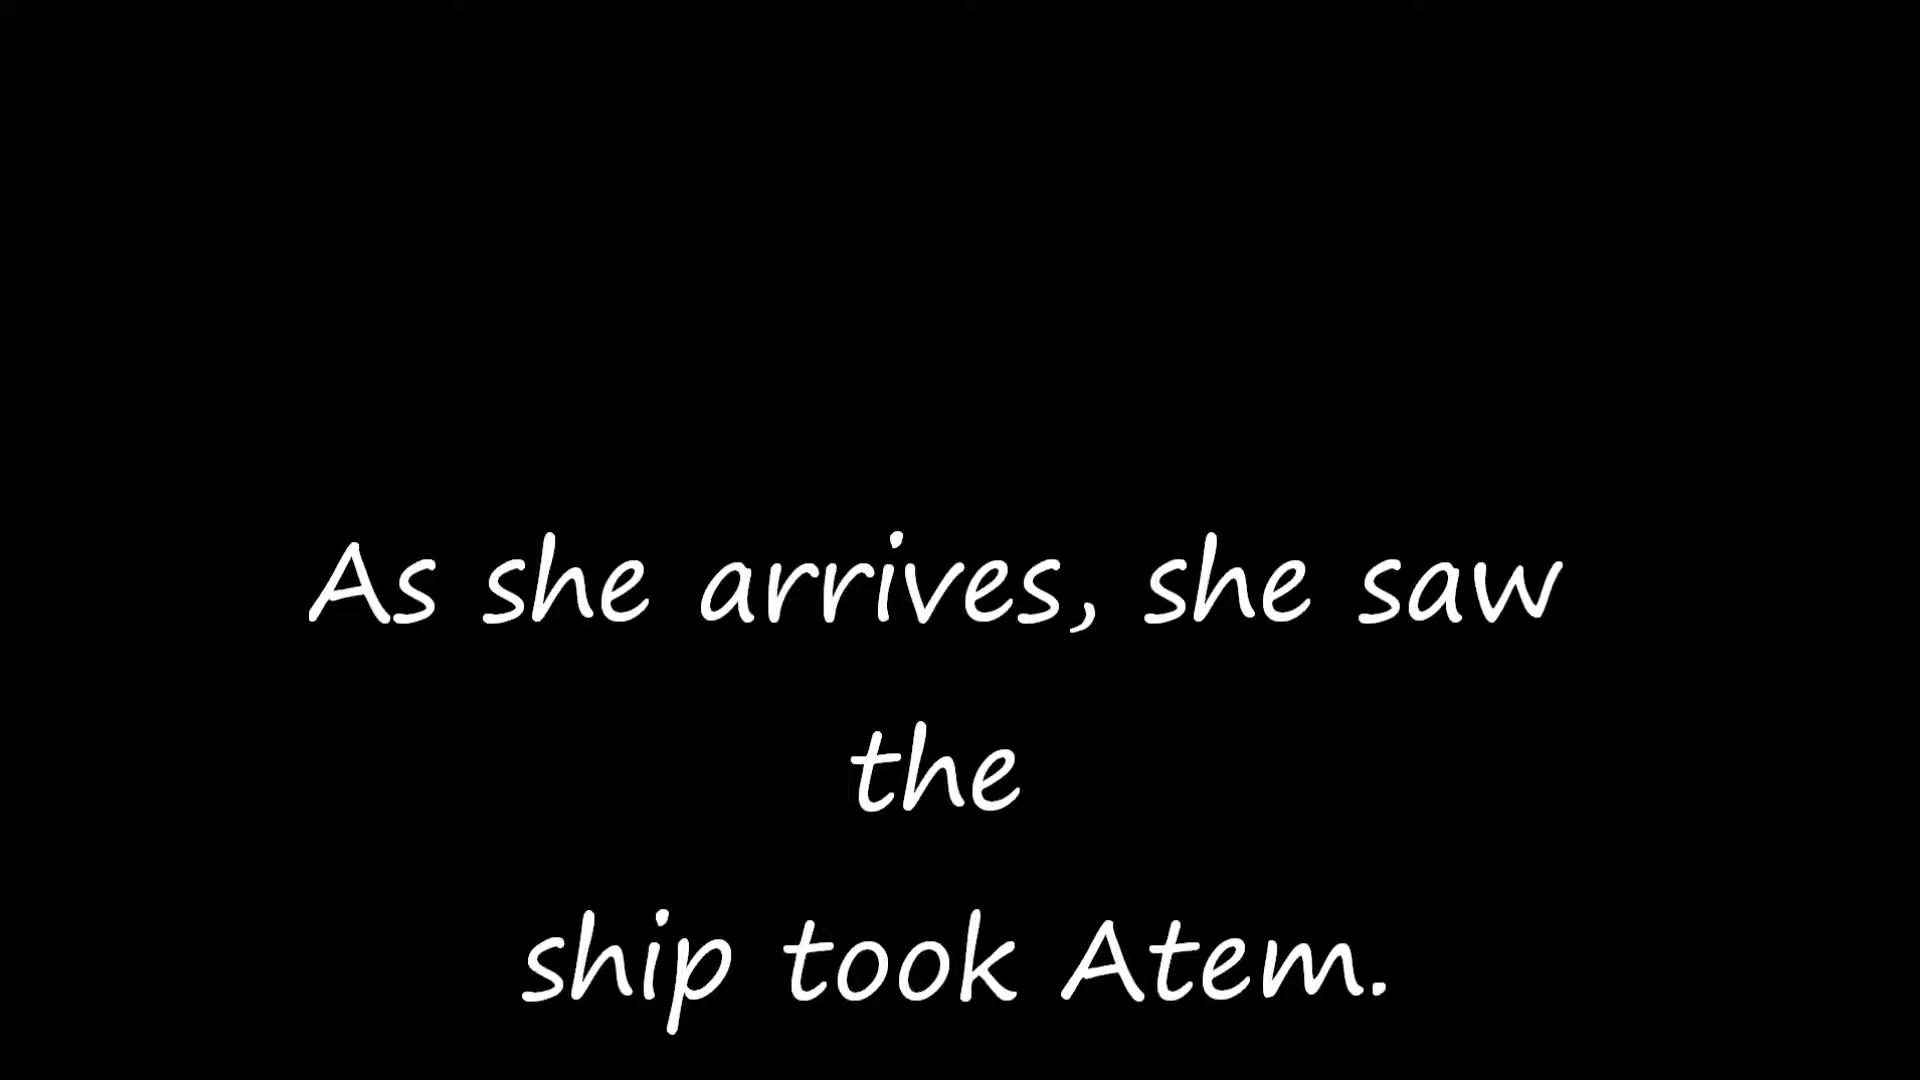 As she arrives, she saw
the
ship took Atem.